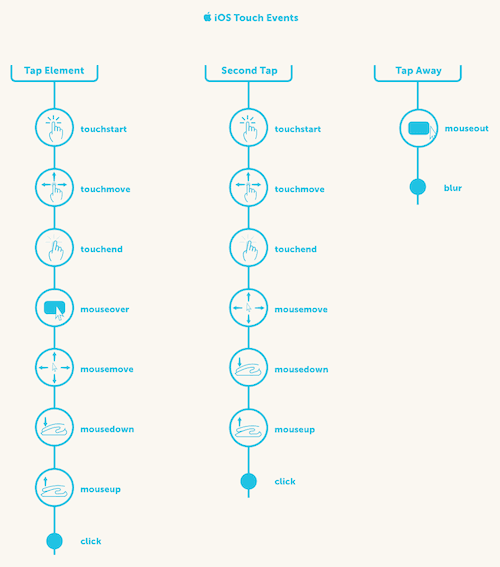 iOS Touch Events
Tap Element
touchstart
touchmove
touchend
mouseover
mousemove
mousedown
mouseup
click
Second Tap
touchstart
touchmove
touchend
mousemove
mousedown
mouseup
click
Tap Away
mouseout
blur